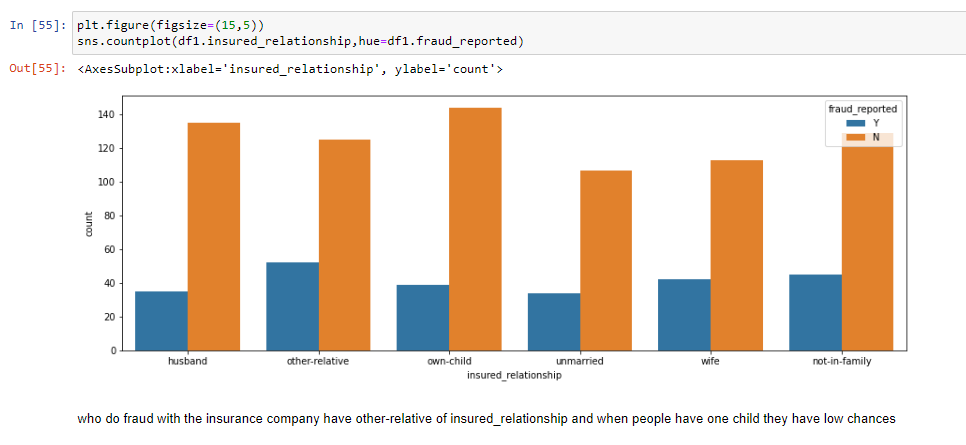 In [55]: plt.figure(figsize=(15,5))
sns.countplot(df1.insured_relationship,hue=df1.fraud_reported)
Out[55]: <AxesSubplot:xlabel='insured_relationship', ylabel='count'>
fraud_reported
Y
N
140
120
100
80
60
40
20
0
count
husband other-relative own-child unmarried wife not-in-family
insured_relationship
who do fraud with the insurance company have other-relative of insured_relationship and when people have one child they have low chances